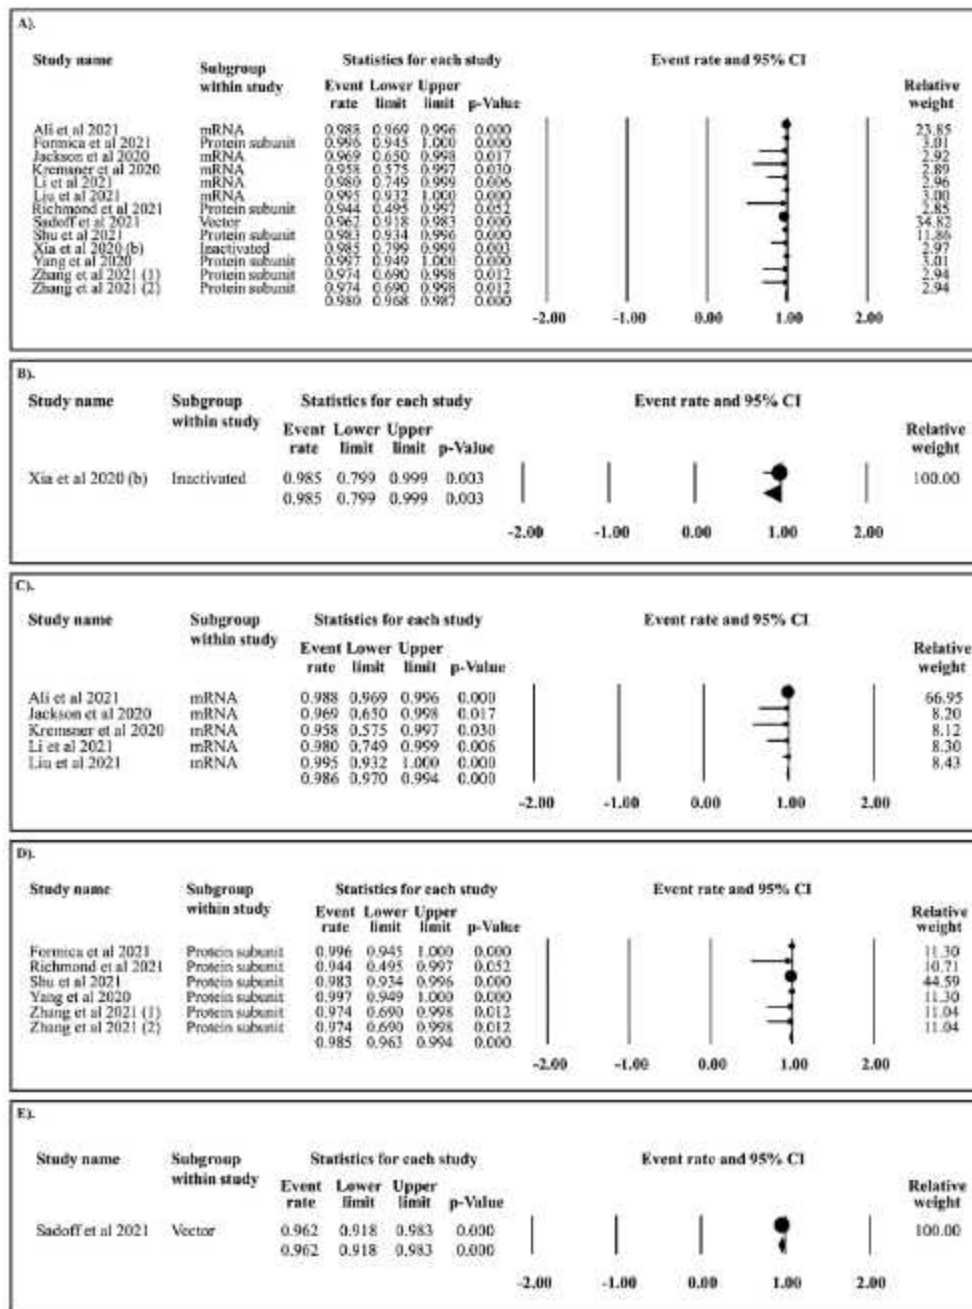 A).
Study name Subgroup within study Statistics for each study Event rate and 95% CI
Event rate Lower limit Upper limit p-Value Relative weight
Ali et al 2021 mRNA 0.988 0.969 0.996 0.000 23.85
Formica et al 2021 Protein subunit 0.996 0.945 1.000 0.000 3.01
Jackson et al 2020 mRNA 0.969 0.650 0.998 0.017 2.92
Kremsner et al 2020 mRNA 0.958 0.575 0.997 0.030 2.89
Li et al 2021 mRNA 0.980 0.749 0.999 0.006 2.96
Liu et al 2021 mRNA 0.995 0.932 1.000 0.000 3.00
Richmond et al 2021 Protein subunit 0.944 0.495 0.997 0.052 2.85
Sadoff et al 2021 Vector 0.962 0.918 0.983 0.000 34.82
Shu et al 2021 Protein subunit 0.983 0.934 0.996 0.000 11.86
Xia et al 2020 (b) Inactivated 0.985 0.799 0.999 0.003 2.97
Yang et al 2020 Protein subunit 0.997 0.949 1.000 0.000 3.01
Zhang et al 2021 (1) Protein subunit 0.974 0.690 0.998 0.012 2.94
Zhang et al 2021 (2) Protein subunit 0.974 0.690 0.998 0.012 2.94
0.980 0.968 0.987 0.000
-2.00 -1.00 0.00 1.00 2.00
B).
Study name Subgroup within study Statistics for each study Event rate and 95% CI
Event rate Lower limit Upper limit p-Value Relative weight
Xia et al 2020 (b) Inactivated 0.985 0.799 0.999 0.003 100.00
0.985 0.799 0.999 0.003
-2.00 -1.00 0.00 1.00 2.00
C).
Study name Subgroup within study Statistics for each study Event rate and 95% CI
Event rate Lower limit Upper limit p-Value Relative weight
Ali et al 2021 mRNA 0.988 0.969 0.996 0.000 66.95
Jackson et al 2020 mRNA 0.969 0.650 0.998 0.017 8.20
Kremsner et al 2020 mRNA 0.958 0.575 0.997 0.030 8.12
Li et al 2021 mRNA 0.980 0.749 0.999 0.006 8.30
Liu et al 2021 mRNA 0.995 0.932 1.000 0.000 8.43
0.986 0.970 0.994 0.000
-2.00 -1.00 0.00 1.00 2.00
D).
Study name Subgroup within study Statistics for each study Event rate and 95% CI
Event rate Lower limit Upper limit p-Value Relative weight
Formica et al 2021 Protein subunit 0.996 0.945 1.000 0.000 11.30
Richmond et al 2021 Protein subunit 0.944 0.495 0.997 0.052 10.71
Shu et al 2021 Protein subunit 0.983 0.934 0.996 0.000 44.59
Yang et al 2020 Protein subunit 0.997 0.949 1.000 0.000 11.30
Zhang et al 2021 (1) Protein subunit 0.974 0.690 0.998 0.012 11.04
Zhang et al 2021 (2) Protein subunit 0.974 0.690 0.998 0.012 11.04
0.985 0.963 0.994 0.000
-2.00 -1.00 0.00 1.00 2.00
E).
Study name Subgroup within study Statistics for each study Event rate and 95% CI
Event rate Lower limit Upper limit p-Value Relative weight
Sadoff et al 2021 Vector 0.962 0.918 0.983 0.000 100.00
0.962 0.918 0.983 0.000
-2.00 -1.00 0.00 1.00 2.00